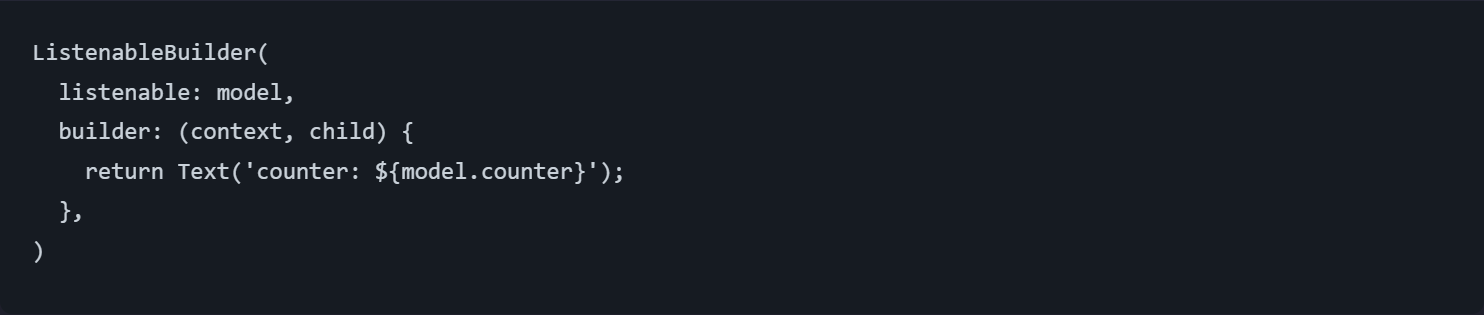 ListenableBuilder(
  listenable: model,
  builder: (context, child) {
    return Text('counter: ${model.counter}');
  },
)